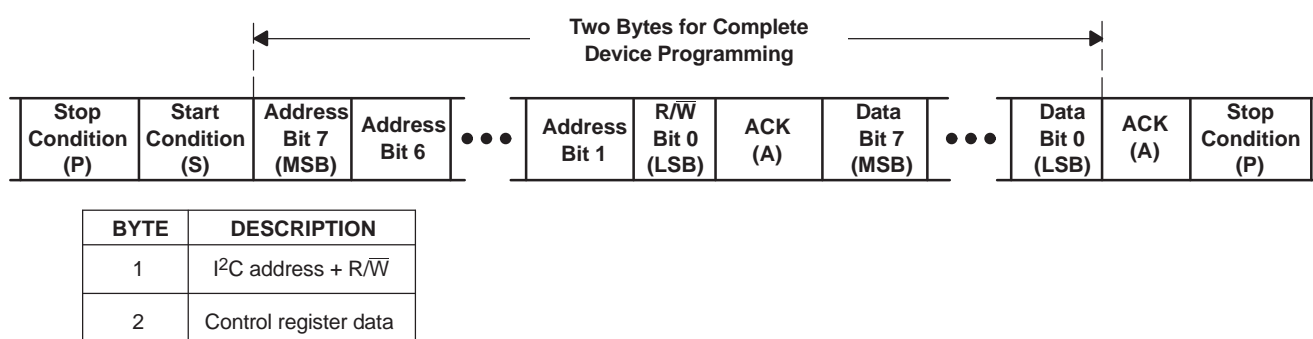 Two Bytes for Complete
Device Programming
Stop Condition (P) Start Condition (S) Address Bit 7 (MSB) Address Bit 6 ••• Address Bit 1 R/W̅ Bit 0 (LSB) ACK (A) Data Bit 7 (MSB) ••• Data Bit 0 (LSB) ACK (A) Stop Condition (P)
BYTE DESCRIPTION
1 I²C address + R/W̅
2 Control register data